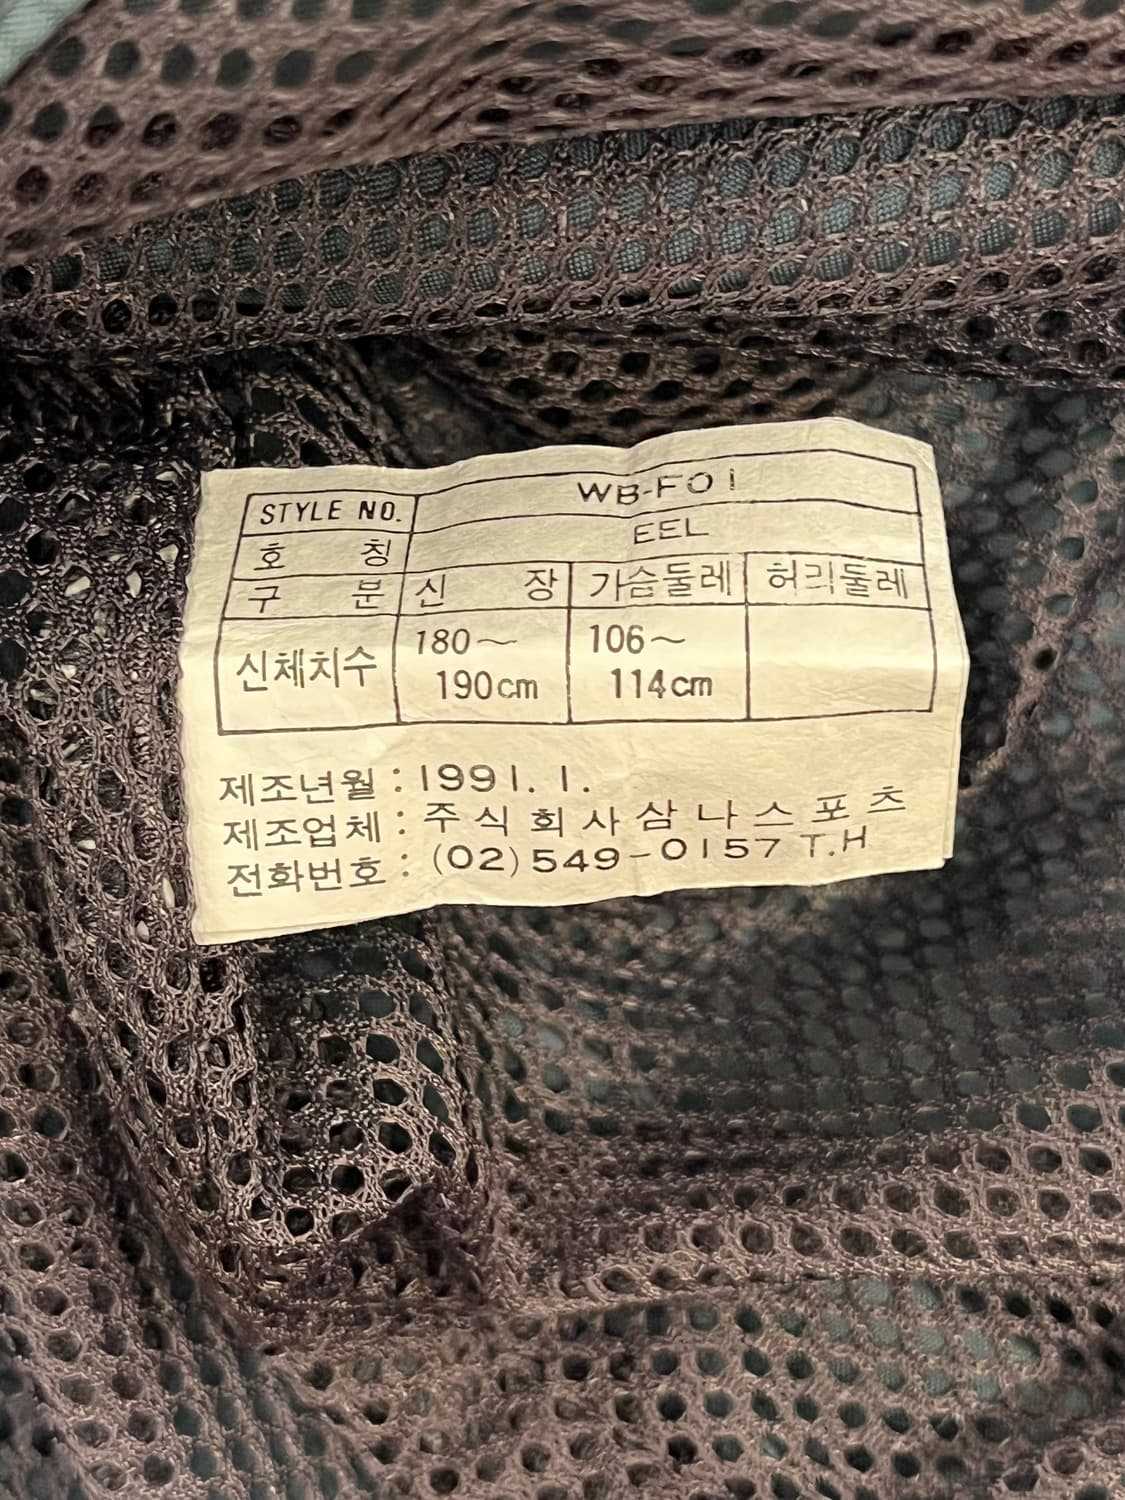 STYLE NO. WB-F01
호 칭 EEL
구 분 신 장 가슴둘레 허리둘레
신체치수 180~ 190cm 106~ 114cm
제조년월 : 1991. 1.
제조업체 : 주식회사삼나스포츠
전화번호 : (02)549-0157 T.H